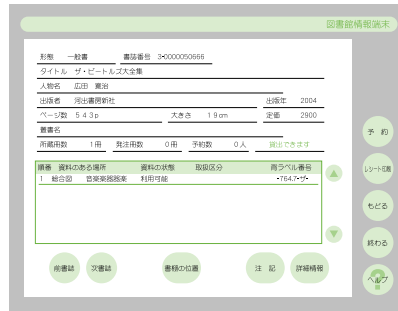 図書館情報端末
形態 一般書 書誌番号 3-0000050666
タイトル ザ・ビートルズ大全集
人物名 広田 寛治
出版者 河出書房新社 出版年 2004
ページ数 543p 大きさ 19cm 定価 2900
叢書名
所蔵冊数 1冊 発注冊数 0冊 予約数 0人 貸出できます
順番 資料のある場所 資料の状態 取扱区分 背ラベル番号
1 総合図 音楽楽器器楽 利用可能 -764.7-ザ-
予 約
レシート印刷
もどる
終わる
ヘルプ
前書誌 次書誌 書棚の位置 注 記 詳細情報